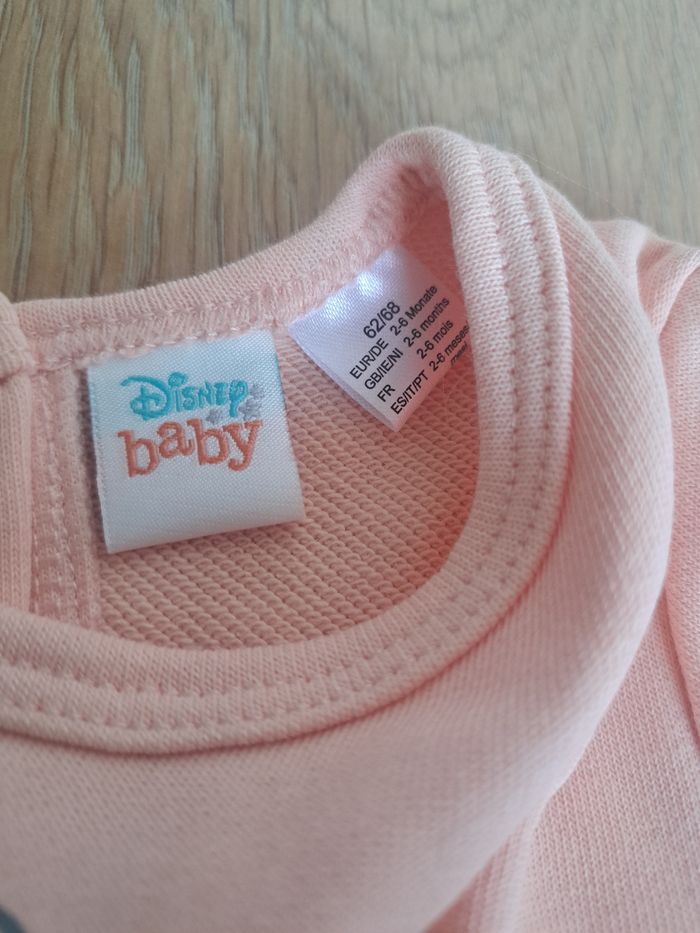 Disney
baby
62/68
EUR/DE 2-6 Monate
GB/IE/NI 2-6 months
FR 2-6 mois
ES/IT/PT 2-6 meses